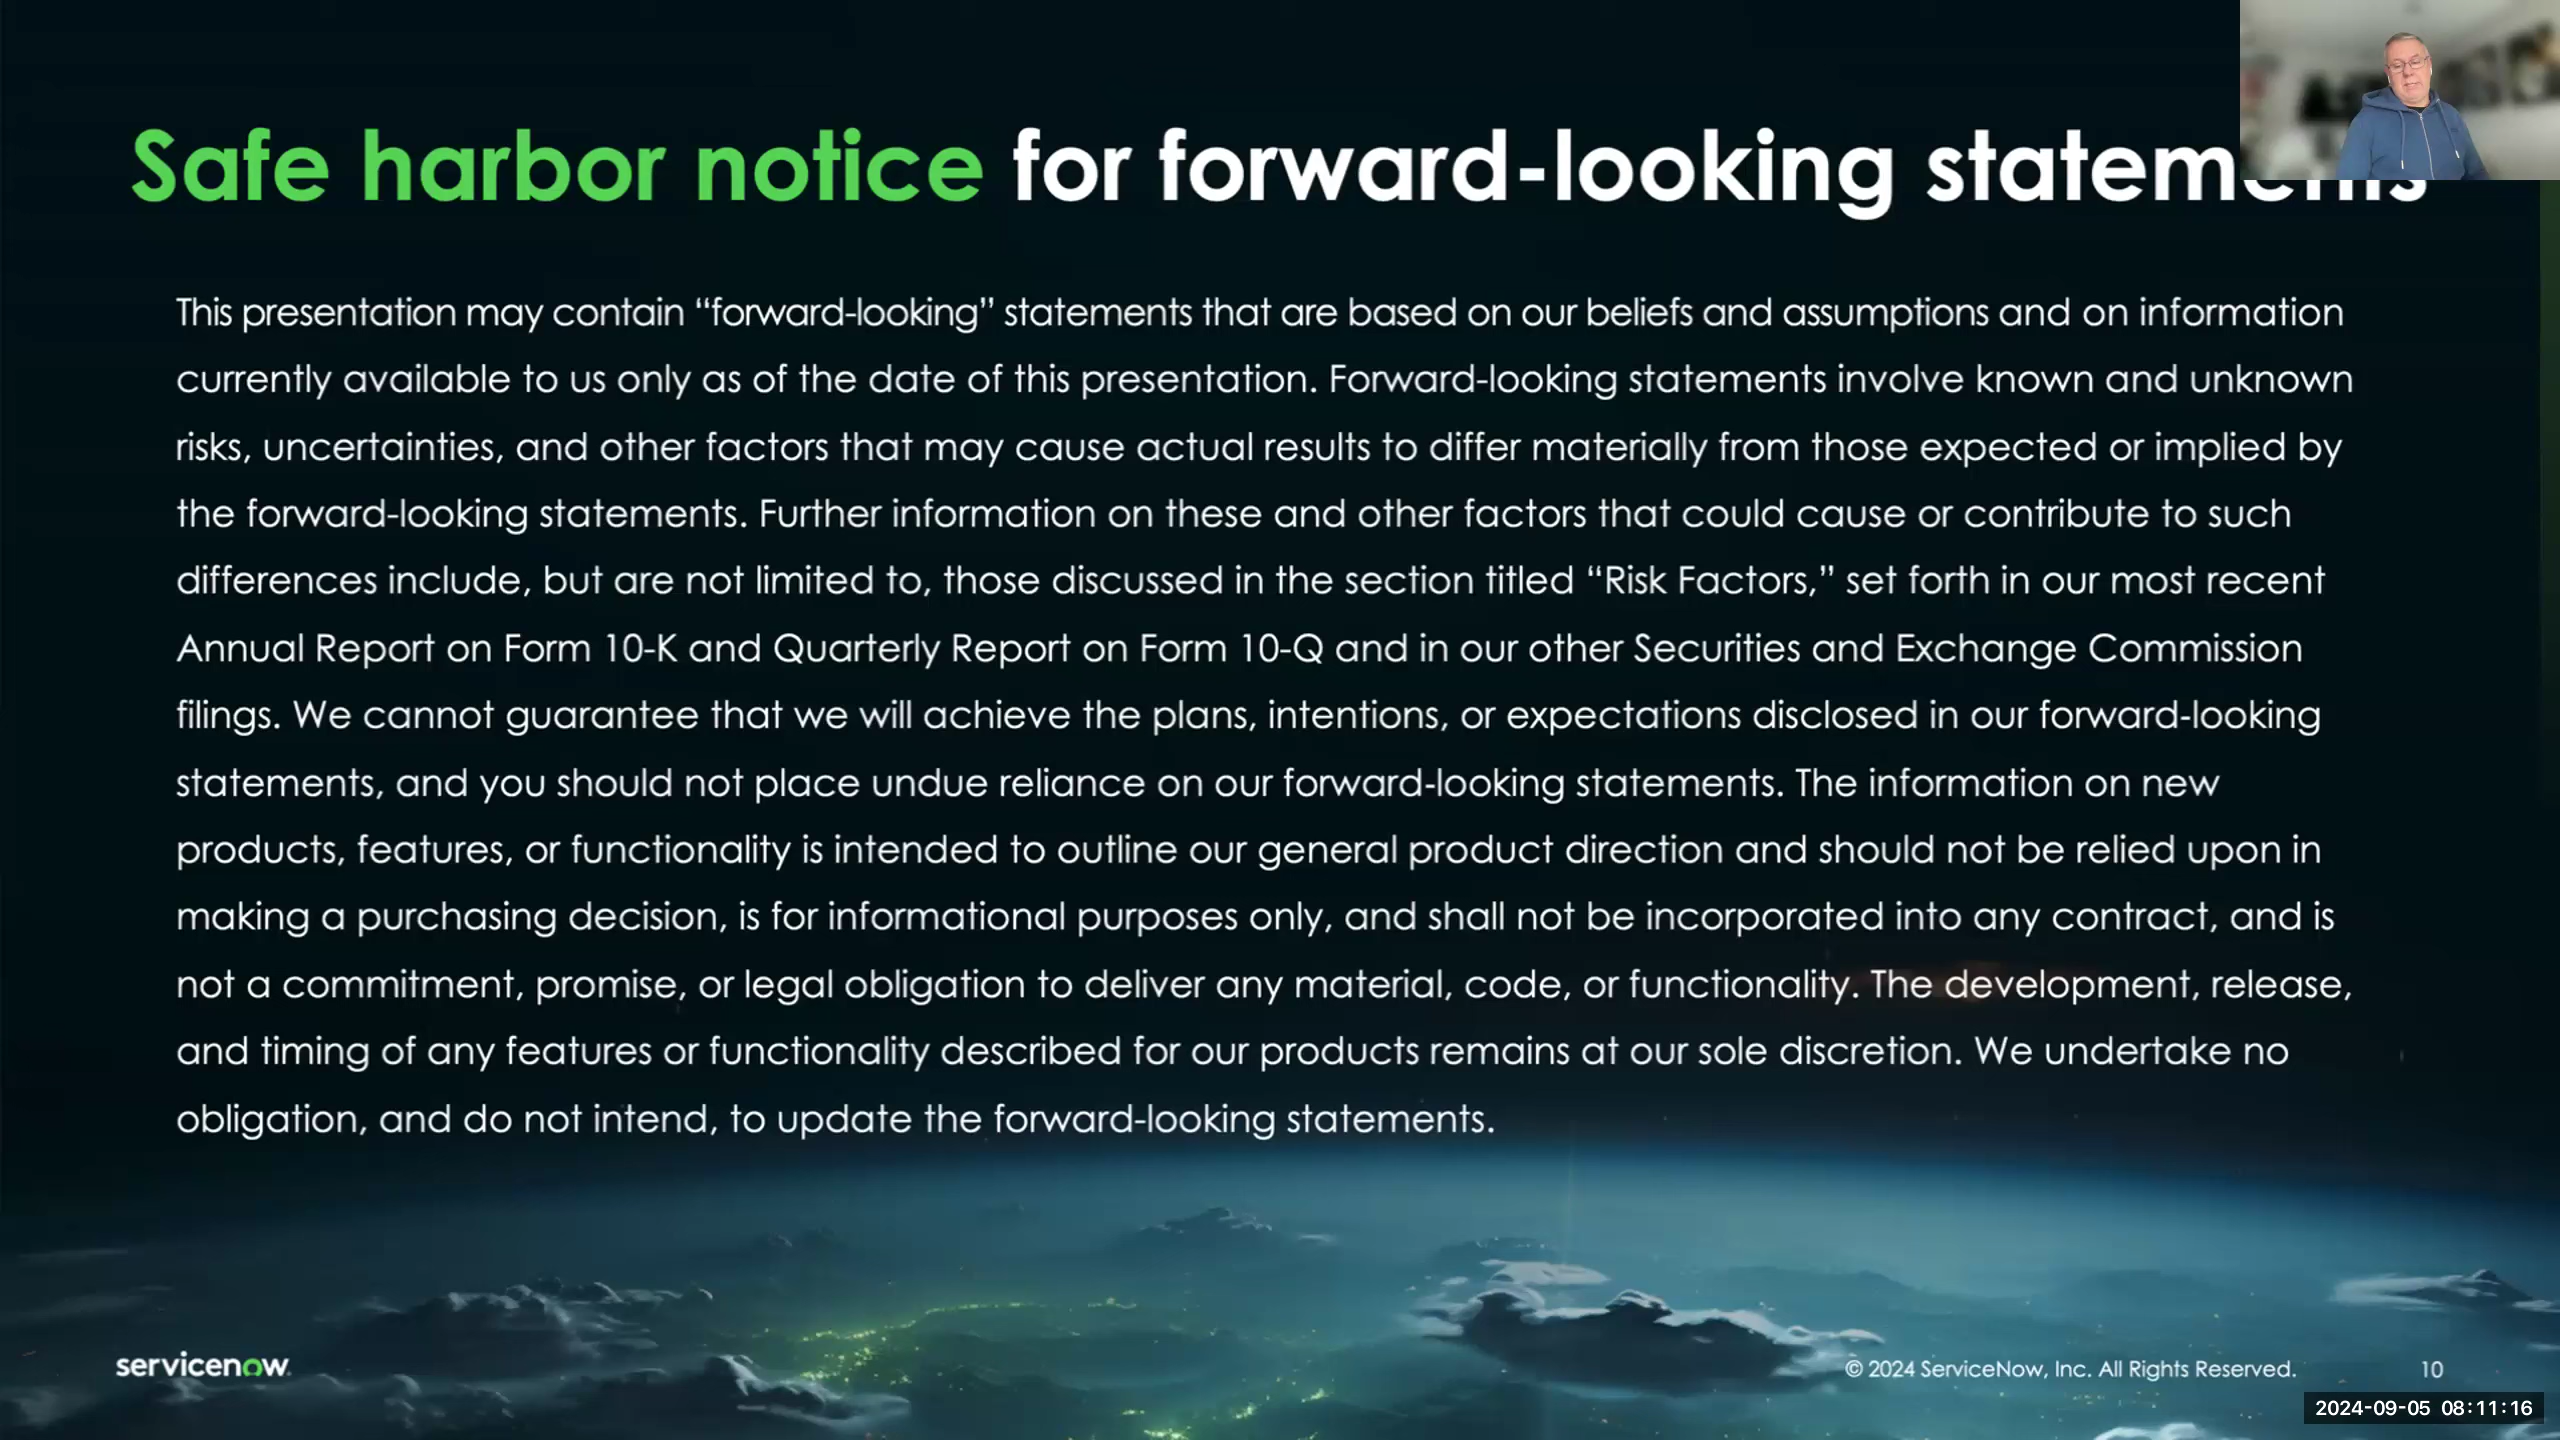 Safe harbor notice for forward-looking statements
This presentation may contain “forward-looking” statements that are based on our beliefs and assumptions and on information
currently available to us only as of the date of this presentation. Forward-looking statements involve known and unknown
risks, uncertainties, and other factors that may cause actual results to differ materially from those expected or implied by
the forward-looking statements. Further information on these and other factors that could cause or contribute to such
differences include, but are not limited to, those discussed in the section titled “Risk Factors,” set forth in our most recent
Annual Report on Form 10-K and Quarterly Report on Form 10-Q and in our other Securities and Exchange Commission
filings. We cannot guarantee that we will achieve the plans, intentions, or expectations disclosed in our forward-looking
statements, and you should not place undue reliance on our forward-looking statements. The information on new
products, features, or functionality is intended to outline our general product direction and should not be relied upon in
making a purchasing decision, is for informational purposes only, and shall not be incorporated into any contract, and is
not a commitment, promise, or legal obligation to deliver any material, code, or functionality. The development, release,
and timing of any features or functionality described for our products remains at our sole discretion. We undertake no
obligation, and do not intend, to update the forward-looking statements.
servicenow
© 2024 ServiceNow, Inc. All Rights Reserved.
10
2024-09-05 08:11:16